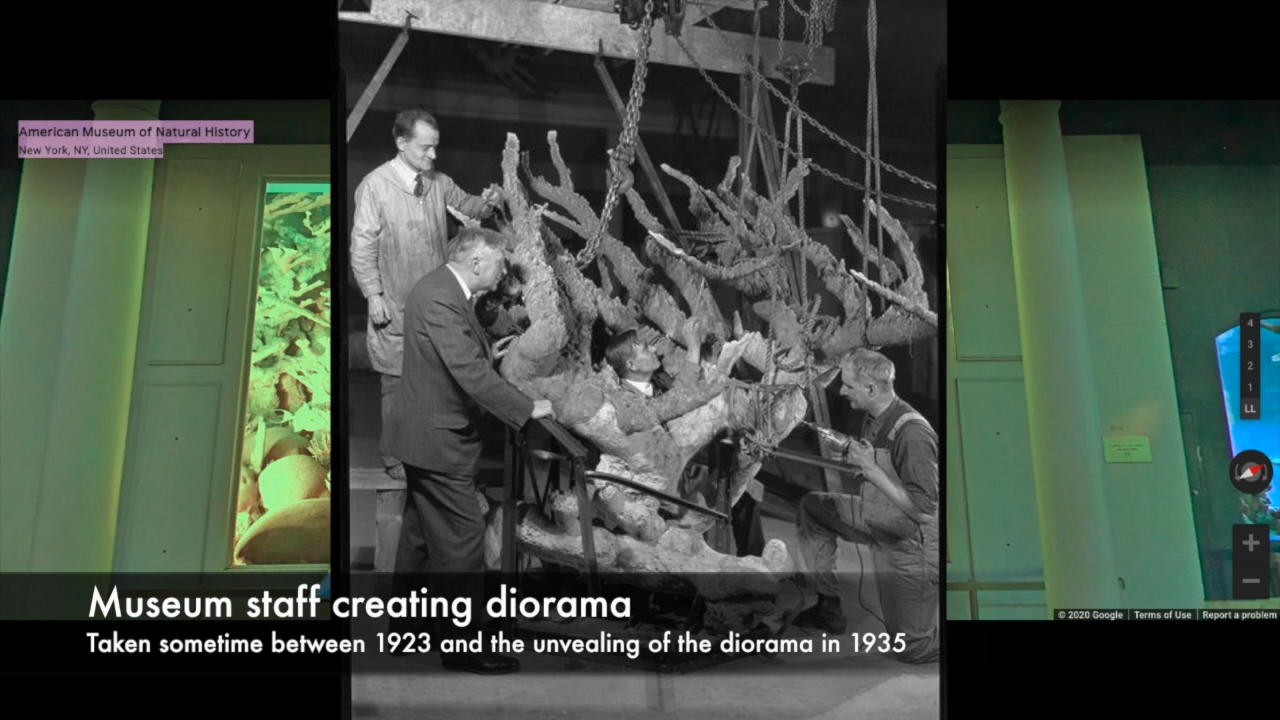 American Museum of Natural History
New York, NY, United States
4
3
2
1
LL
+
−
Museum staff creating diorama
Taken sometime between 1923 and the unvealing of the diorama in 1935
© 2020 Google | Terms of Use | Report a problem